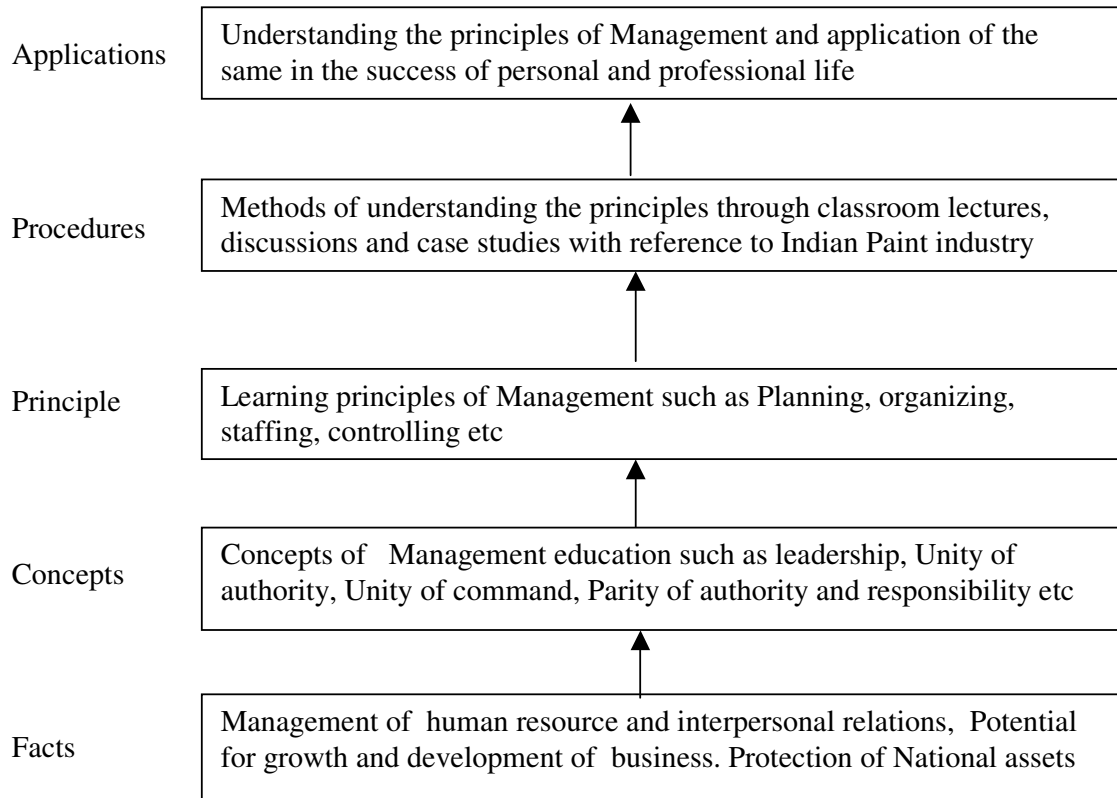 Applications
Understanding the principles of Management and application of the
same in the success of personal and professional life
Procedures
Methods of understanding the principles through classroom lectures,
discussions and case studies with reference to Indian Paint industry
Principle
Learning principles of Management such as Planning, organizing,
staffing, controlling etc
Concepts
Concepts of   Management education such as leadership, Unity of
authority, Unity of command, Parity of authority and responsibility etc
Facts
Management of  human resource and interpersonal relations,  Potential
for growth and development of  business. Protection of National assets